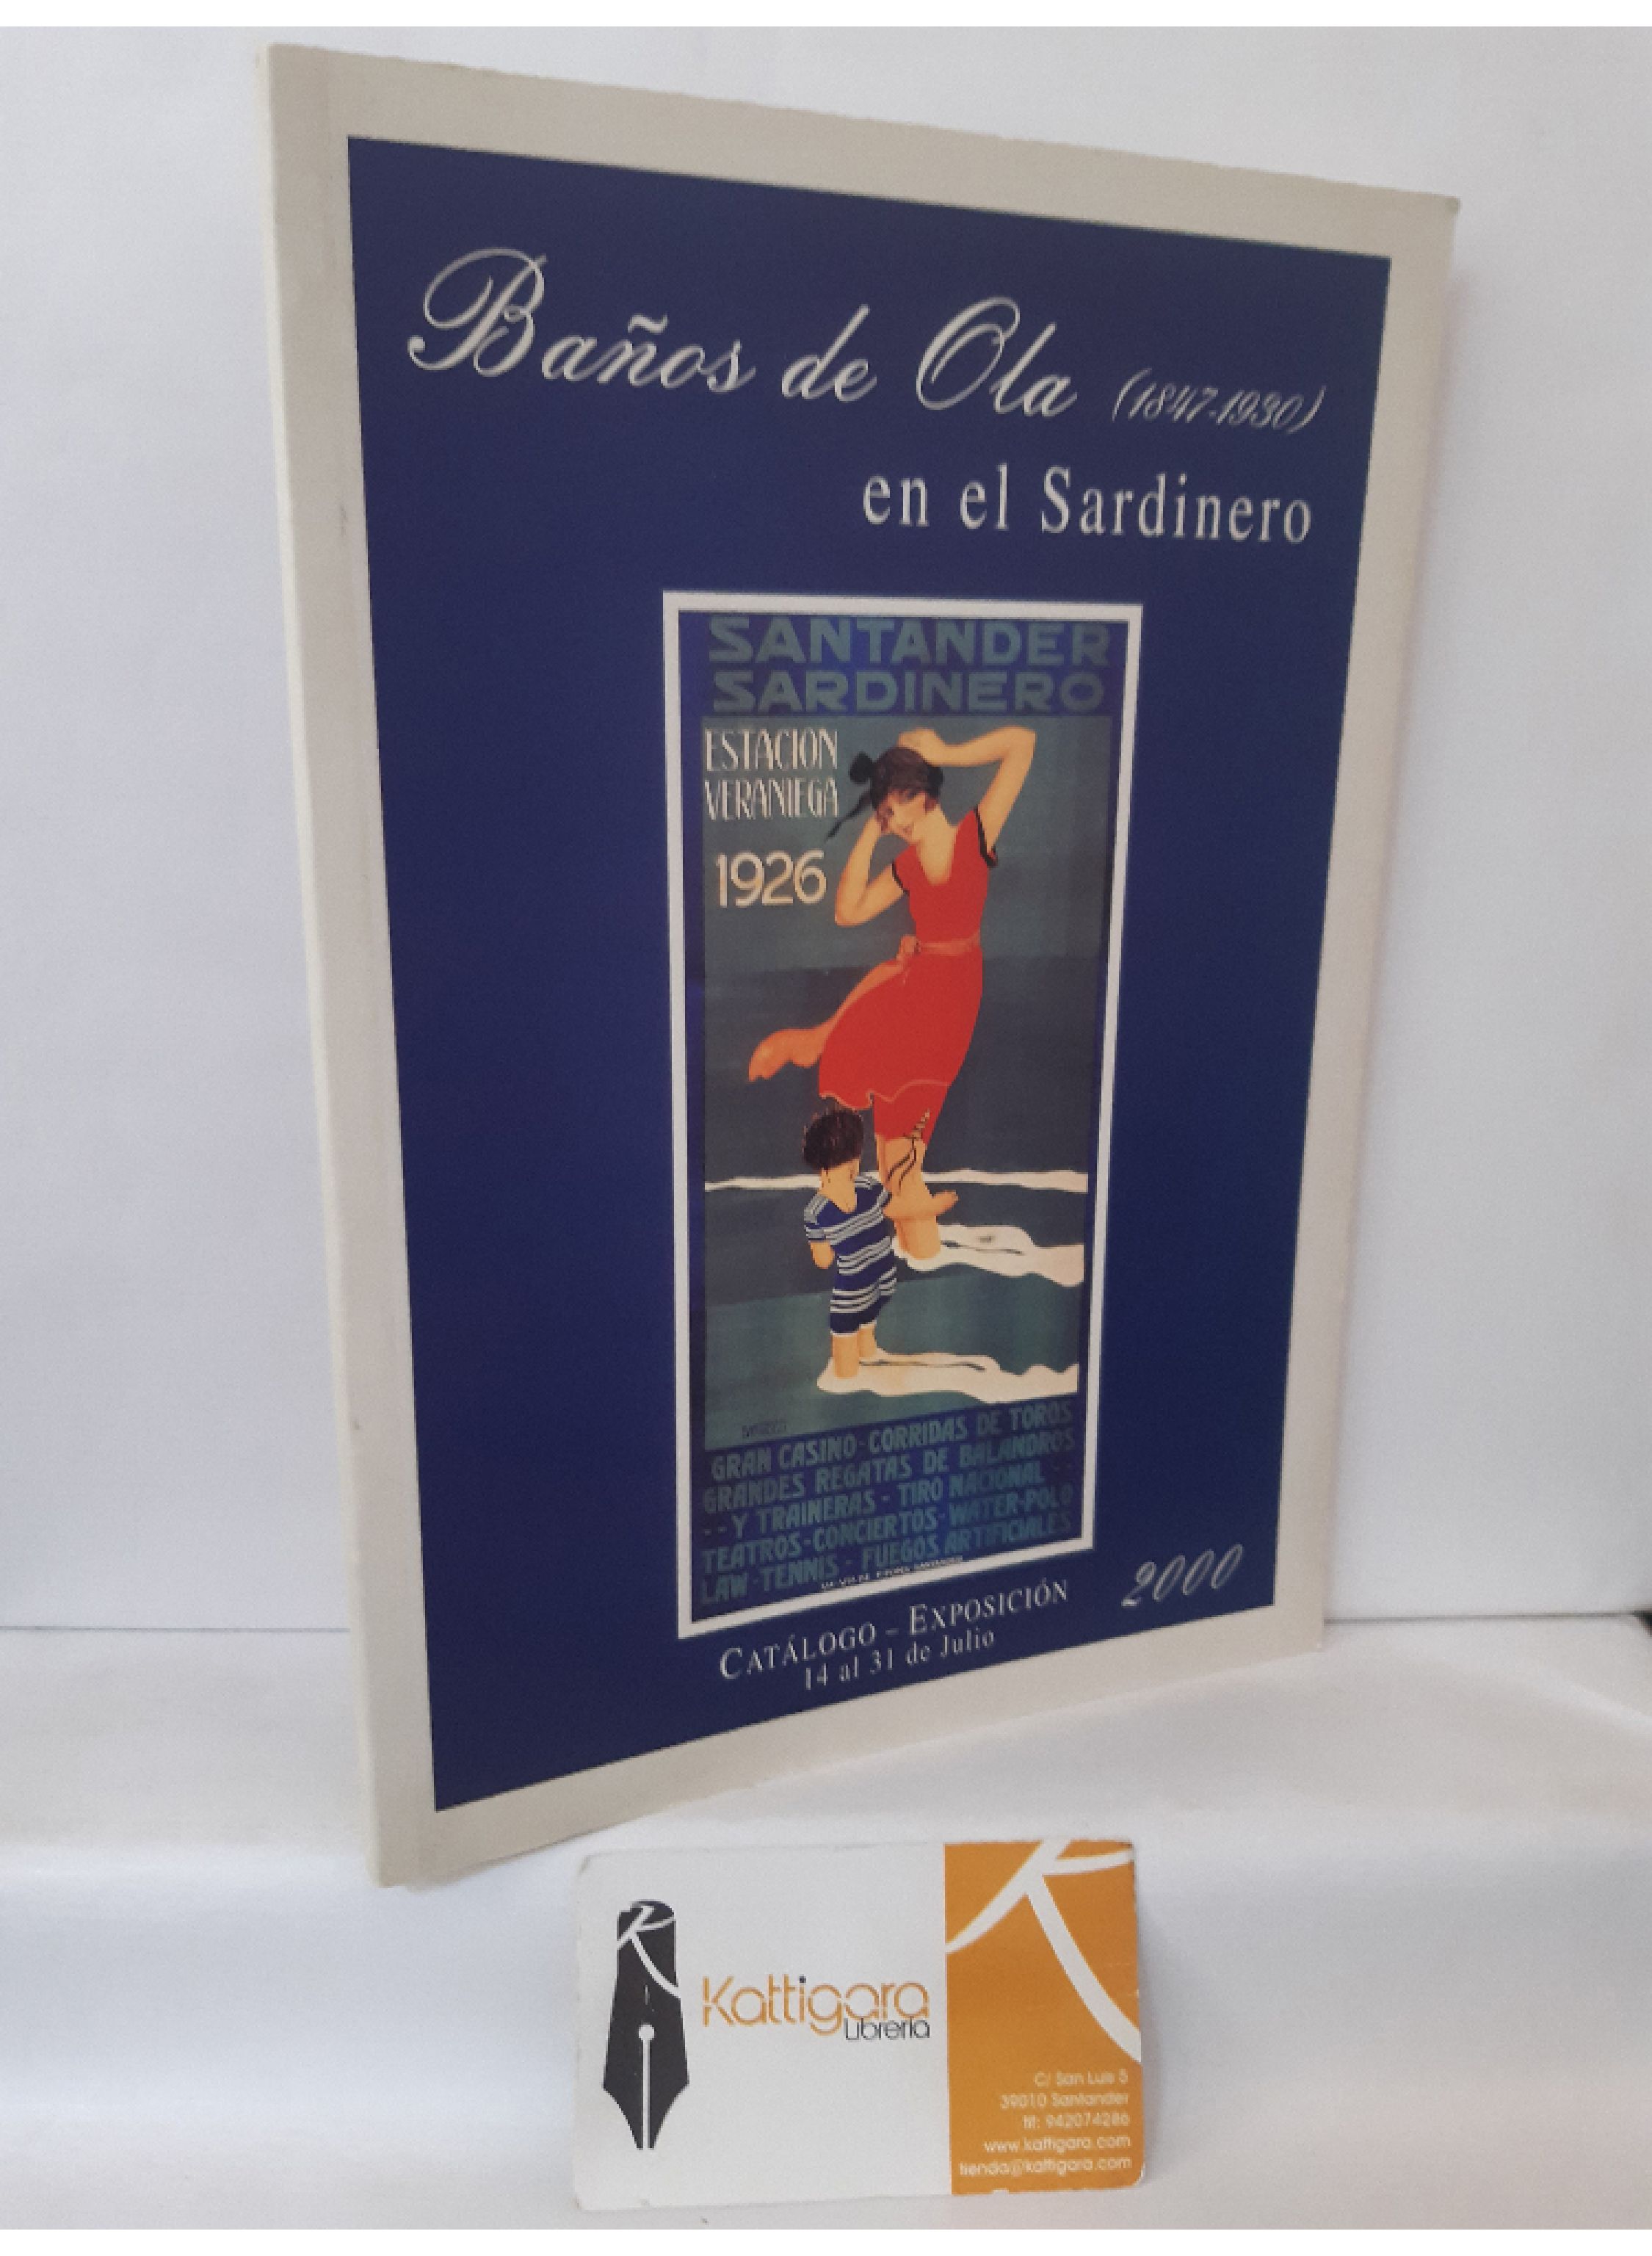 Baños de Ola (1847-1930)
en el Sardinero
SANTANDER
SARDINERO
ESTACION
VERANIEGA
1926
GRAN CASINO-CORRIDAS DE TOROS
GRANDES REGATAS DE BALANDROS
-- Y TRAINERAS - TIRO NACIONAL --
TEATROS-CONCIERTOS-WATER-POLO
LAW-TENNIS - FUEGOS ARTIFICIALES
CATÁLOGO – EXPOSICIÓN
14 al 31 de Julio
2000
Kattigara
Librería
C/ San Luis 5
39010 Santander
tlf: 942074286
www.kattigara.com
tienda@kattigara.com